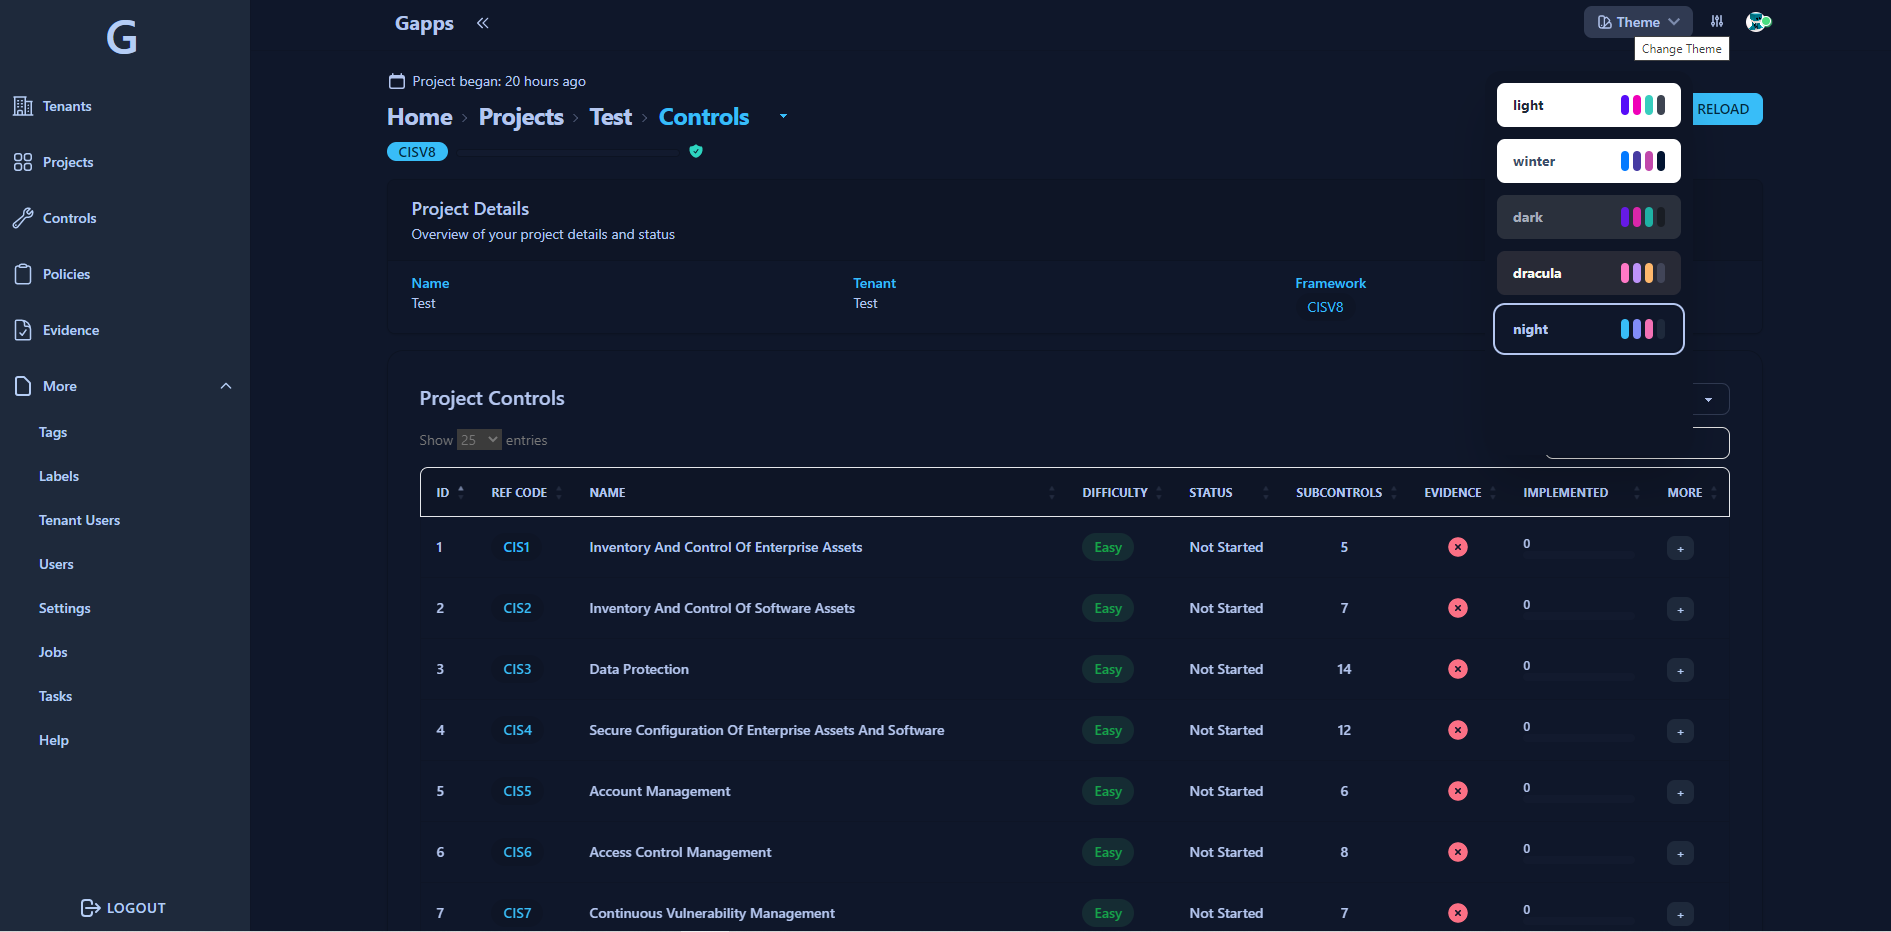 G
Tenants
Projects
Controls
Policies
Evidence
More
Tags
Labels
Tenant Users
Users
Settings
Jobs
Tasks
Help
LOGOUT
Gapps
Theme
Change Theme
Project began: 20 hours ago
Home > Projects > Test > Controls
CISV8
RELOAD
light
winter
dark
dracula
night
Project Details
Overview of your project details and status
Name Tenant Framework
Test Test CISV8
Project Controls
Show 25 entries
ID REF CODE NAME DIFFICULTY STATUS SUBCONTROLS EVIDENCE IMPLEMENTED MORE
1 CIS1 Inventory And Control Of Enterprise Assets Easy Not Started 5 0 +
2 CIS2 Inventory And Control Of Software Assets Easy Not Started 7 0 +
3 CIS3 Data Protection Easy Not Started 14 0 +
4 CIS4 Secure Configuration Of Enterprise Assets And Software Easy Not Started 12 0 +
5 CIS5 Account Management Easy Not Started 6 0 +
6 CIS6 Access Control Management Easy Not Started 8 0 +
7 CIS7 Continuous Vulnerability Management Easy Not Started 7 0 +